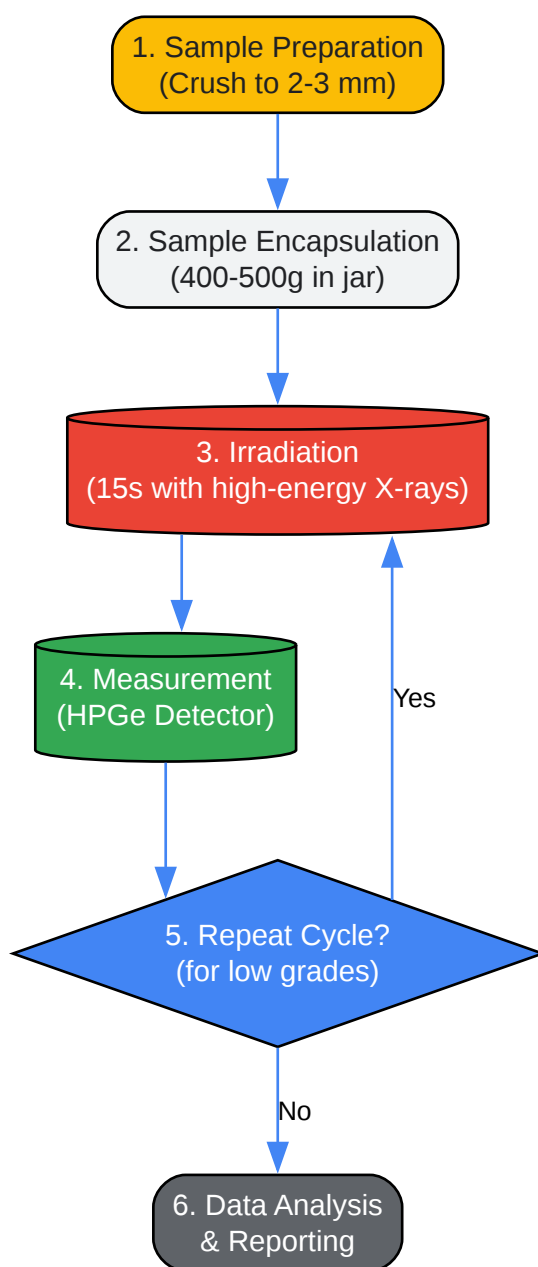 1. Sample Preparation
(Crush to 2-3 mm)
2. Sample Encapsulation
(400-500g in jar)
3. Irradiation
(15s with high-energy X-rays)
4. Measurement
(HPGe Detector)
Yes
5. Repeat Cycle?
(for low grades)
No
6. Data Analysis
& Reporting